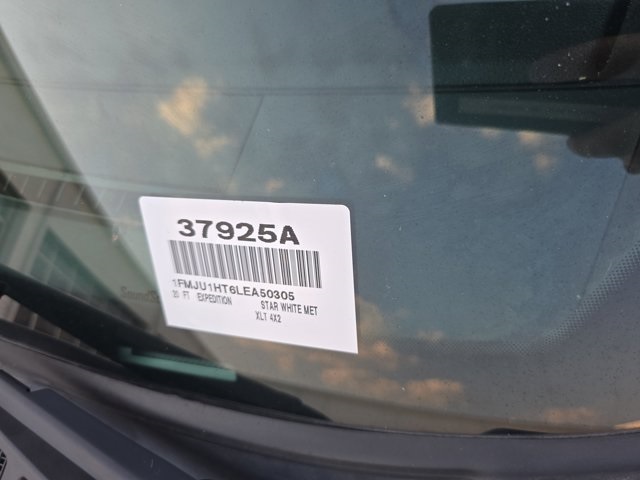 37925A
1FMJU1HT6LEA50305
20 FT EXPEDITION STAR WHITE MET
XLT 4X2